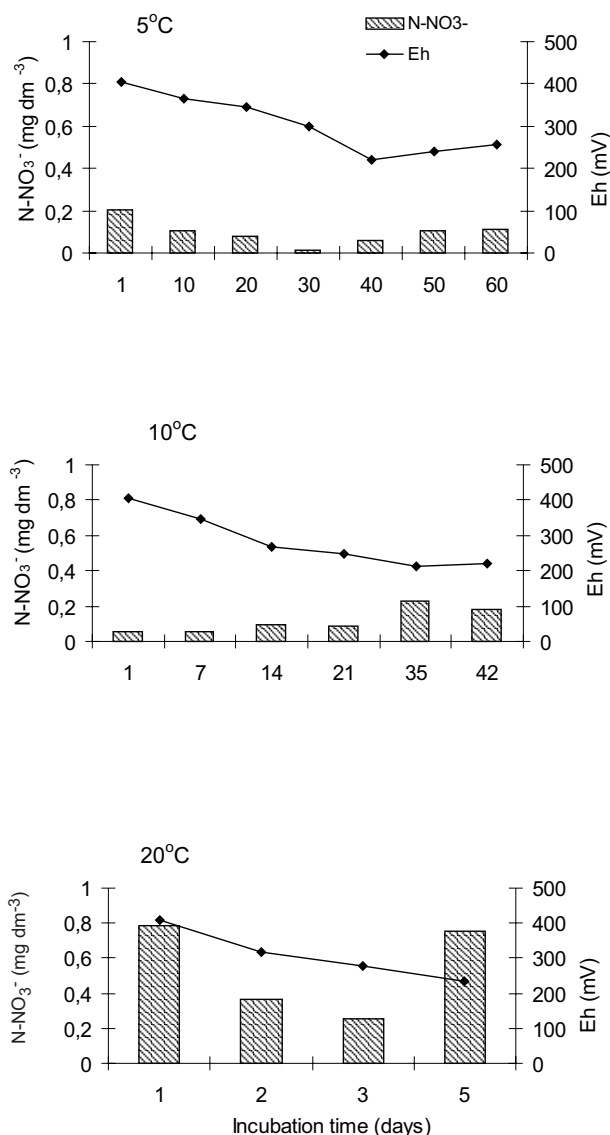 5°C
N-NO3-
Eh
N-NO₃⁻ (mg dm ⁻³)
1
0,8
0,6
0,4
0,2
0
500
400
300
200
100
0
Eh (mV)
1 10 20 30 40 50 60
10°C
N-NO₃⁻ (mg dm ⁻³)
1
0,8
0,6
0,4
0,2
0
500
400
300
200
100
0
Eh (mV)
1 7 14 21 35 42
20°C
N-NO₃⁻ (mg dm⁻³)
1
0,8
0,6
0,4
0,2
0
500
400
300
200
100
0
Eh (mV)
1 2 3 5
Incubation time (days)